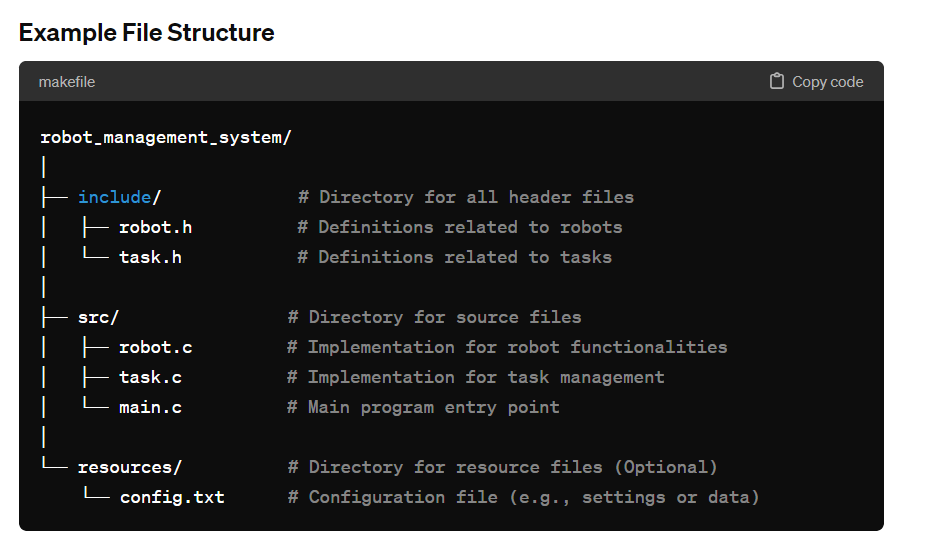 Example File Structure
makefile Copy code
robot_management_system/
│
├── include/ # Directory for all header files
│ ├── robot.h # Definitions related to robots
│ └── task.h # Definitions related to tasks
│
├── src/ # Directory for source files
│ ├── robot.c # Implementation for robot functionalities
│ ├── task.c # Implementation for task management
│ └── main.c # Main program entry point
│
└── resources/ # Directory for resource files (Optional)
└── config.txt # Configuration file (e.g., settings or data)